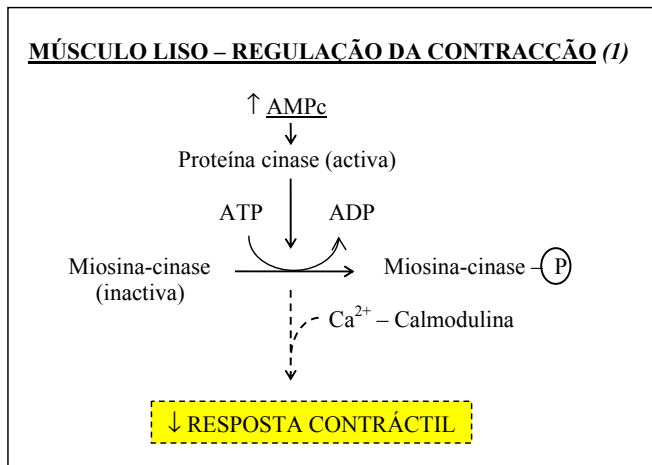 MÚSCULO LISO – REGULAÇÃO DA CONTRACÇÃO (1)
↑ AMPc
Proteína cinase (activa)
ATP ADP
Miosina-cinase Miosina-cinase – P
(inactiva)
Ca²⁺ – Calmodulina
↓ RESPOSTA CONTRÁCTIL